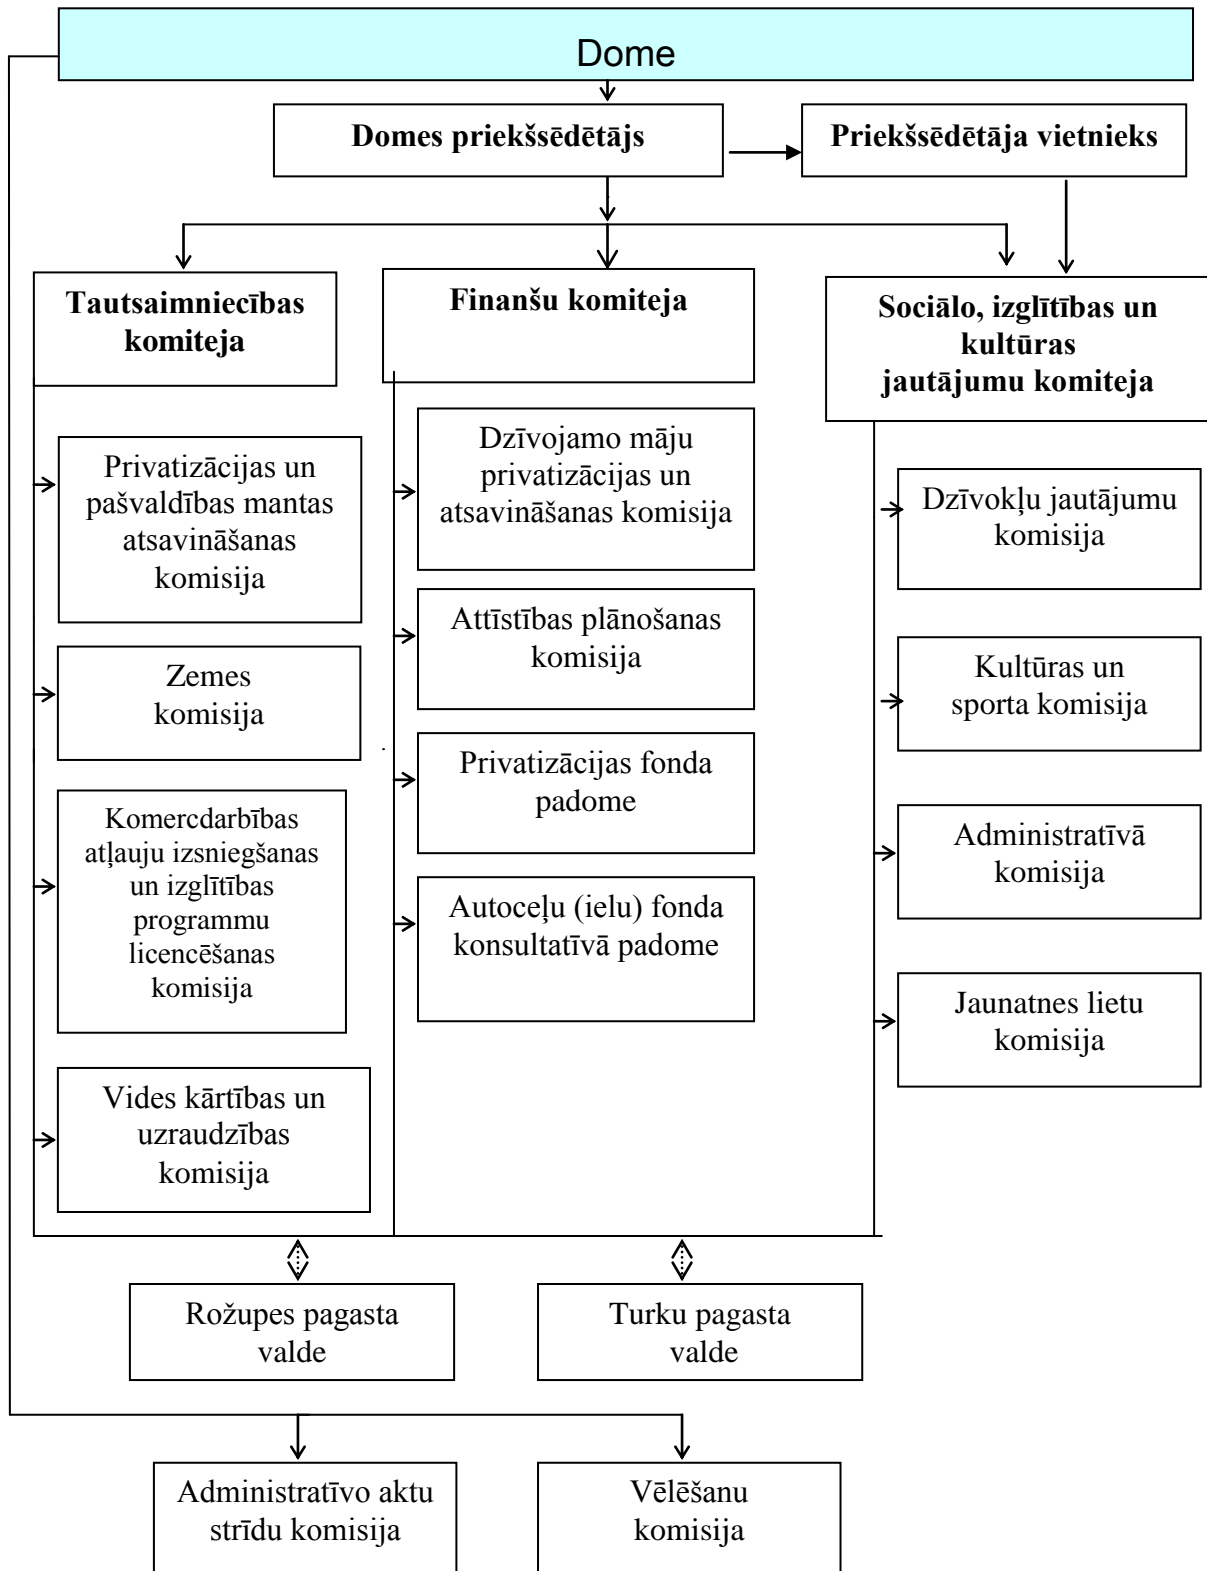 Dome
Domes priekšsēdētājs
Priekšsēdētāja vietnieks
Tautsaimniecības
komiteja
Finanšu komiteja
Sociālo, izglītības un
kultūras
jautājumu komiteja
Privatizācijas un
pašvaldības mantas
atsavināšanas
komisija
Zemes
komisija
Komercdarbības
atļauju izsniegšanas
un izglītības
programmu
licencēšanas
komisija
Vides kārtības un
uzraudzības
komisija
Dzīvojamo māju
privatizācijas un
atsavināšanas komisija
Attīstības plānošanas
komisija
Privatizācijas fonda
padome
Autoceļu (ielu) fonda
konsultatīvā padome
Dzīvokļu jautājumu
komisija
Kultūras un
sporta komisija
Administratīvā
komisija
Jaunatnes lietu
komisija
Rožupes pagasta
valde
Turku pagasta
valde
Administratīvo aktu
strīdu komisija
Vēlēšanu
komisija